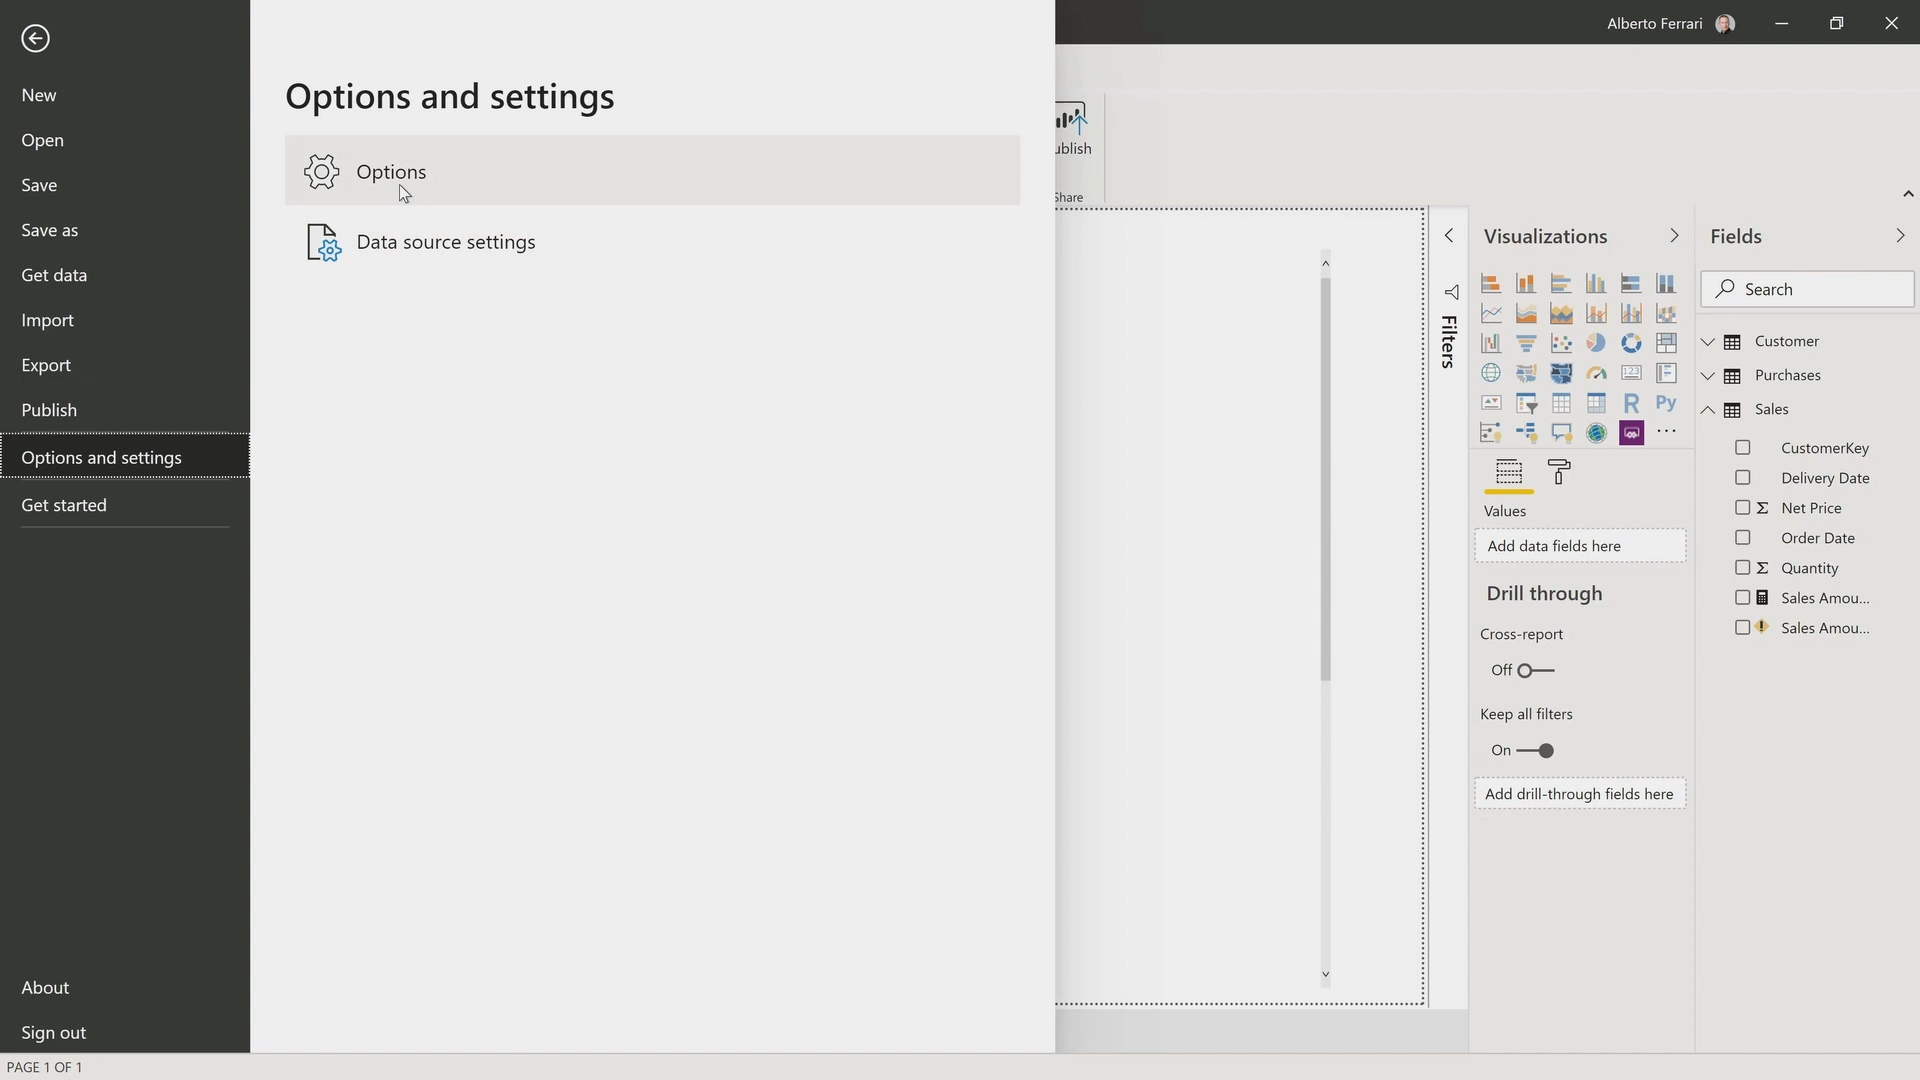 Alberto Ferrari
New
Open
Save
Save as
Get data
Import
Export
Publish
Options and settings
Get started
About
Sign out
Options and settings
Options
Data source settings
ublish
Share
Filters
Visualizations
123
R
Py
...
Values
Add data fields here
Drill through
Cross-report
Off
Keep all filters
On
Add drill-through fields here
Fields
Search
Customer
Purchases
Sales
CustomerKey
Delivery Date
Σ Net Price
Order Date
Σ Quantity
Sales Amou...
Sales Amou...
PAGE 1 OF 1